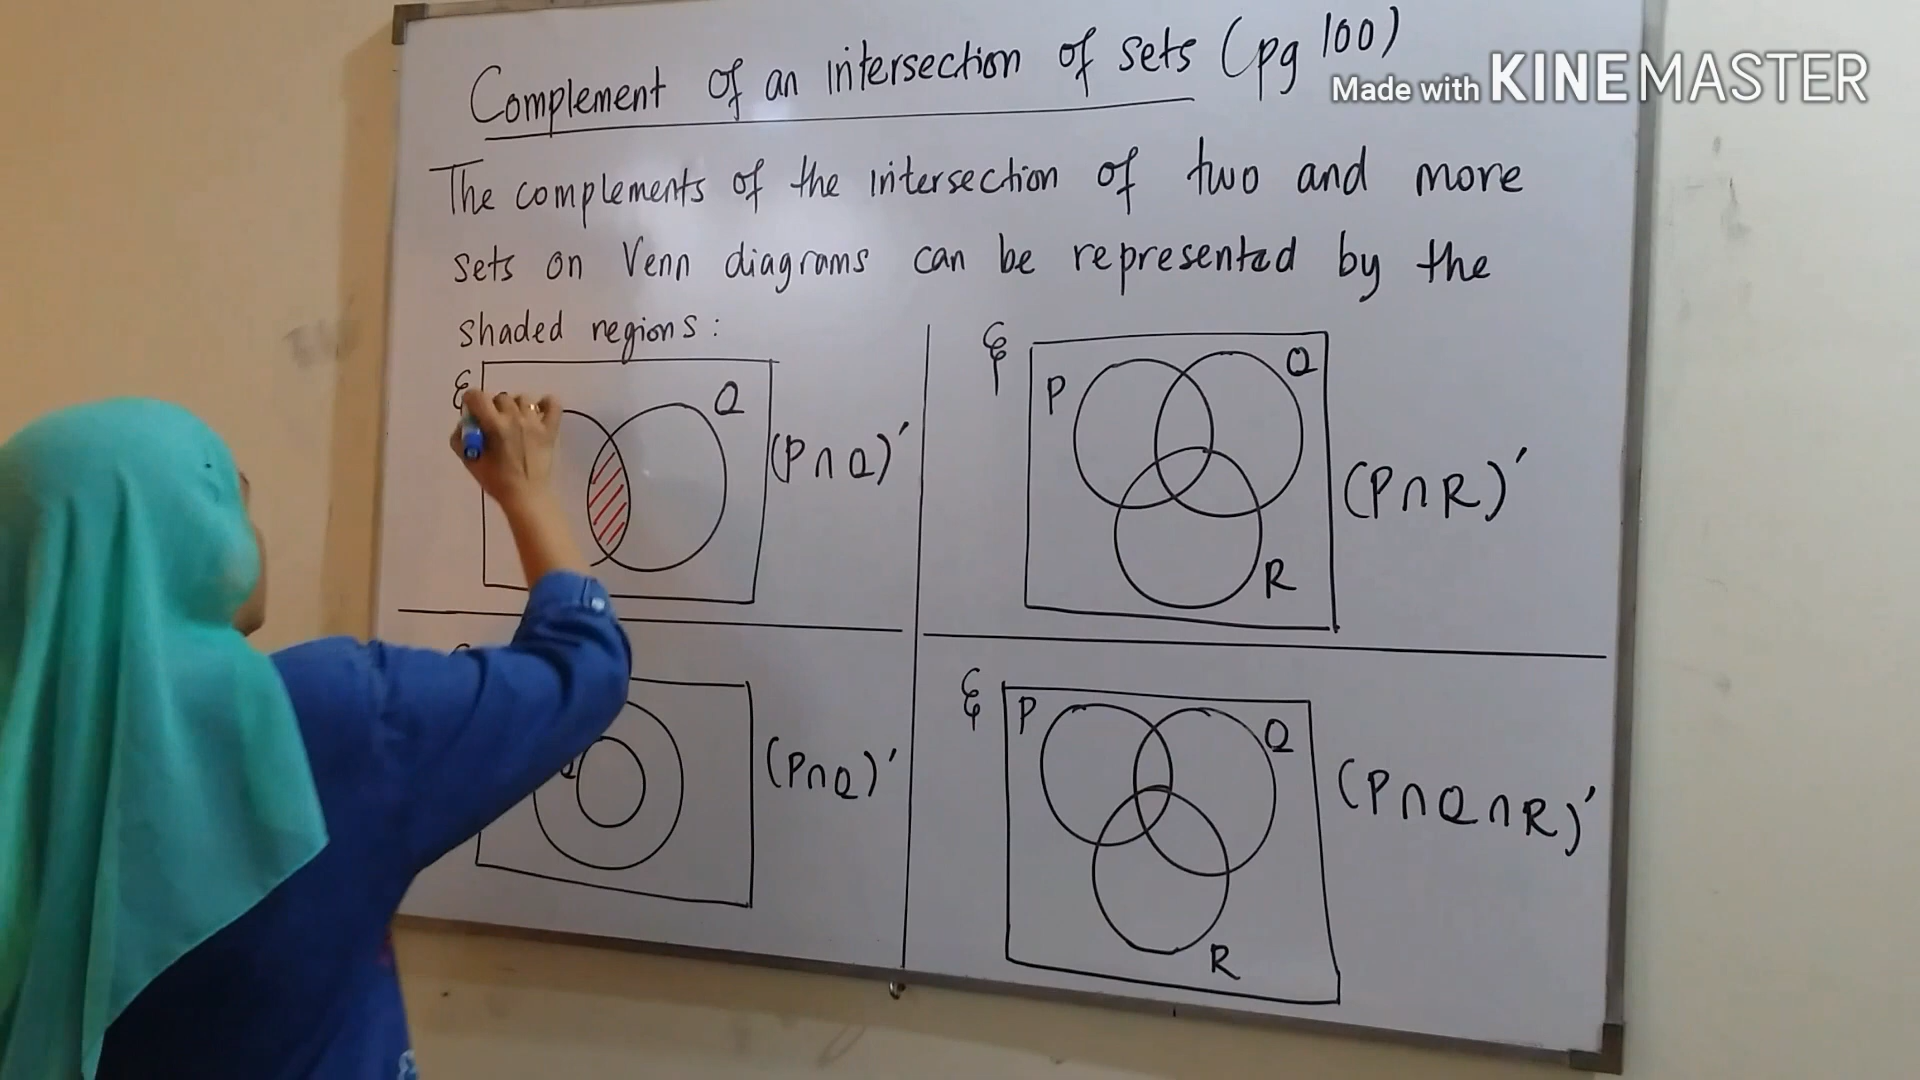 Complement of an intersection of sets (pg 100)
Made with KINEMASTER
The complements of the intersection of two and more
sets on Venn diagrams can be represented by the
shaded regions:
ξ
Q
(P ∩ Q)′
ξ
P
Q
R
(P ∩ R)′
Q
(P ∩ Q)′
ξ
P
Q
R
(P ∩ Q ∩ R)′